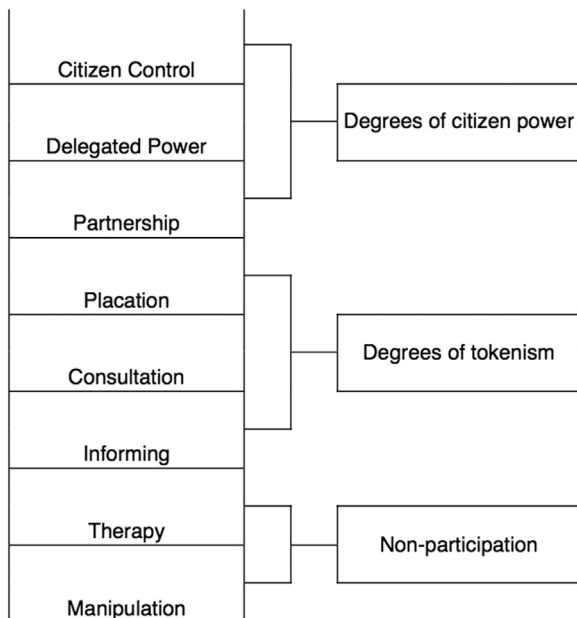 Citizen Control
Degrees of citizen power
Delegated Power
Partnership
Placation
Degrees of tokenism
Consultation
Informing
Therapy
Non-participation
Manipulation